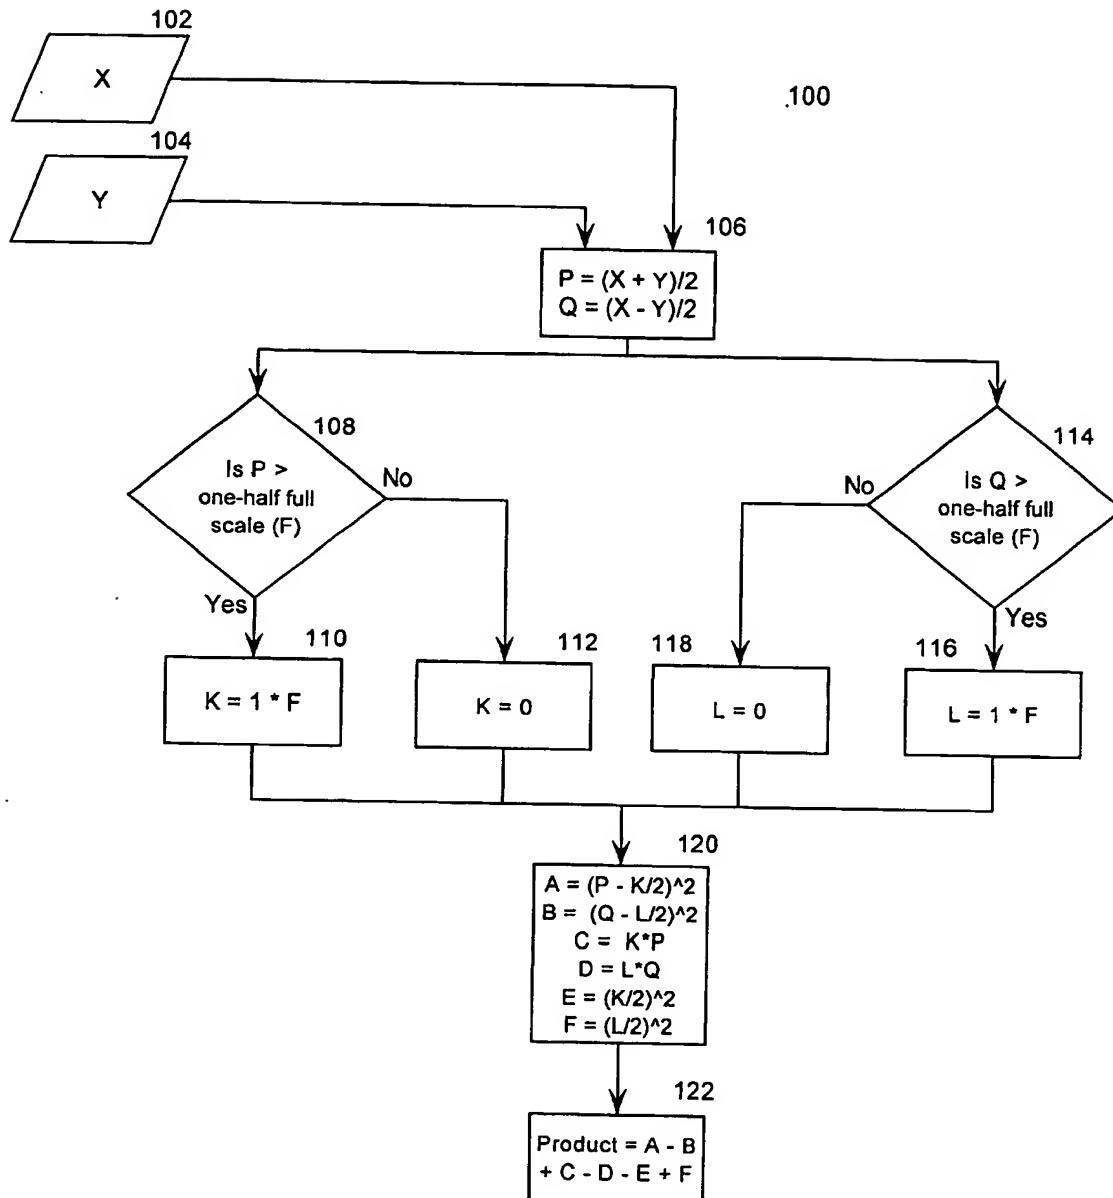 102
X
.100
104
Y
106
P = (X + Y)/2
Q = (X - Y)/2
108
Is P >
one-half full
scale (F)
No
Yes
114
Is Q >
one-half full
scale (F)
No
Yes
110
K = 1 * F
112
K = 0
118
L = 0
116
L = 1 * F
120
A = (P - K/2)^2
B = (Q - L/2)^2
C = K*P
D = L*Q
E = (K/2)^2
F = (L/2)^2
122
Product = A - B
+ C - D - E + F